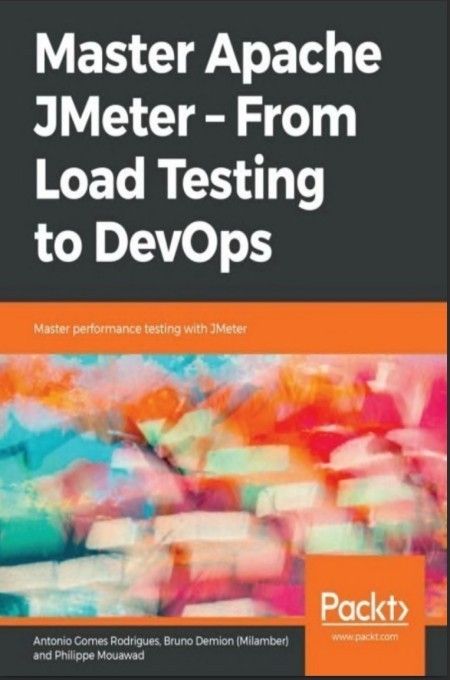 Master Apache
JMeter – From
Load Testing
to DevOps
Master performance testing with JMeter
Packt>
www.packt.com
Antonio Gomes Rodrigues, Bruno Demion (Milamber)
and Philippe Mouawad